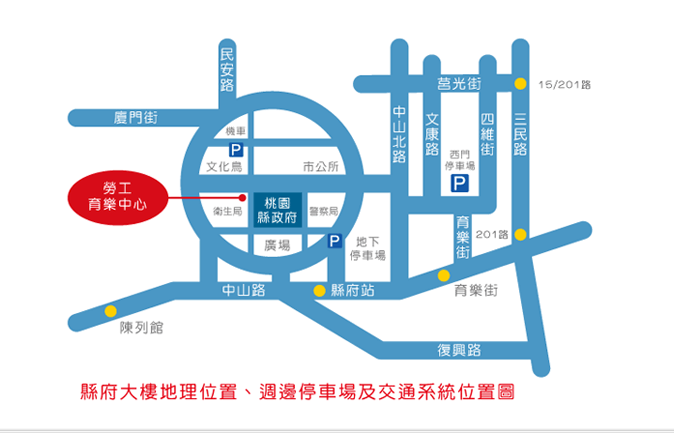 民安路
廈門街
機車
P
文化鳥
市公所
勞工
育樂中心
衛生局
桃園
縣政府
警察局
廣場
P
地下
停車場
中山路
縣府站
陳列館
中山北路
文康路
莒光街
四維街
三民路
15/201路
西門
停車場
P
育樂街
201路
育樂街
復興路
縣府大樓地理位置、週邊停車場及交通系統位置圖